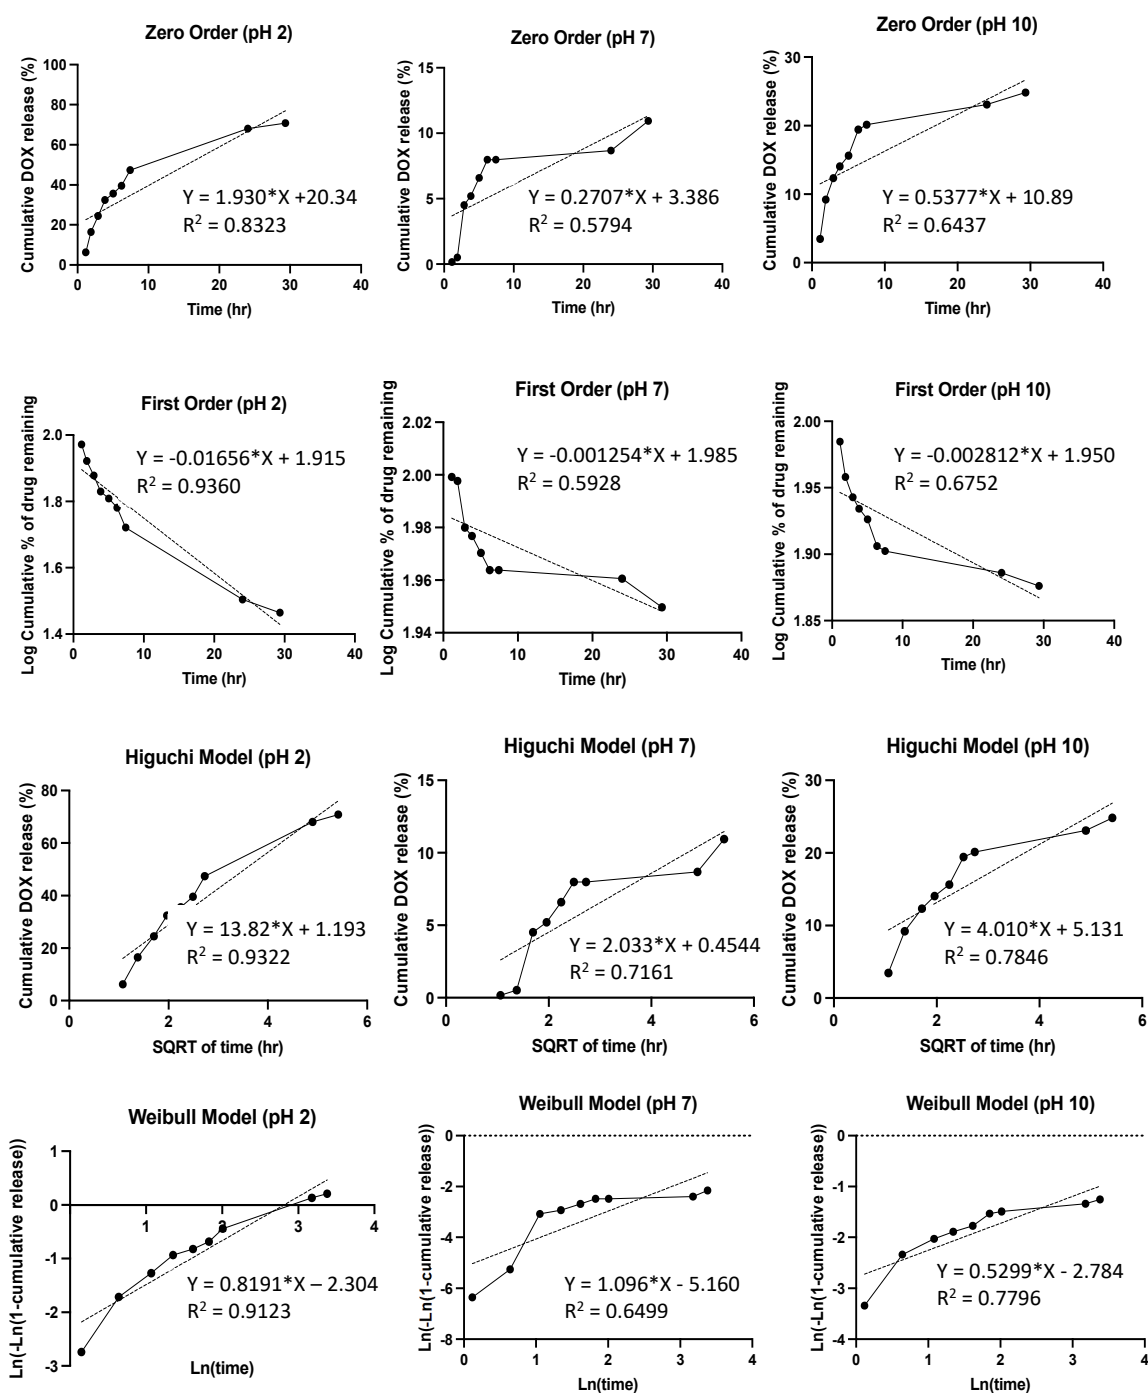 Zero Order (pH 2)
Cumulative DOX release (%)
100
80
60
40
20
0
Y = 1.930*X +20.34
R² = 0.8323
0 10 20 30 40
Time (hr)
Zero Order (pH 7)
Cumulative DOX release (%)
15
10
5
0
Y = 0.2707*X + 3.386
R² = 0.5794
0 10 20 30 40
Time (hr)
Zero Order (pH 10)
Cumulative DOX release (%)
30
20
10
0
Y = 0.5377*X + 10.89
R² = 0.6437
0 10 20 30 40
Time (hr)
First Order (pH 2)
Log Cumulative % of drug remaining
2.0
1.8
1.6
1.4
Y = -0.01656*X + 1.915
R² = 0.9360
0 10 20 30 40
Time (hr)
First Order (pH 7)
Log Cumulative % of drug remaining
2.02
2.00
1.98
1.96
1.94
Y = -0.001254*X + 1.985
R² = 0.5928
0 10 20 30 40
Time (hr)
First Order (pH 10)
Log Cumulative % of drug remaining
2.00
1.95
1.90
1.85
Y = -0.002812*X + 1.950
R² = 0.6752
0 10 20 30 40
Time (hr)
Higuchi Model (pH 2)
Cumulative DOX release (%)
80
60
40
20
0
Y = 13.82*X + 1.193
R² = 0.9322
0 2 4 6
SQRT of time (hr)
Higuchi Model (pH 7)
Cumulative DOX release (%)
15
10
5
0
Y = 2.033*X + 0.4544
R² = 0.7161
0 2 4 6
SQRT of time (hr)
Higuchi Model (pH 10)
Cumulative DOX release (%)
30
20
10
0
Y = 4.010*X + 5.131
R² = 0.7846
0 2 4 6
SQRT of time (hr)
Weibull Model (pH 2)
Ln(-Ln(1-cumulative release))
1
0
-1
-2
-3
1 2 3 4
Y = 0.8191*X – 2.304
R² = 0.9123
Ln(time)
Weibull Model (pH 7)
Ln(-Ln(1-cumulative release))
0
-2
-4
-6
-8
Y = 1.096*X - 5.160
R² = 0.6499
0 1 2 3 4
Ln(time)
Weibull Model (pH 10)
Ln(-Ln(1-cumulative release))
0
-1
-2
-3
-4
Y = 0.5299*X - 2.784
R² = 0.7796
0 1 2 3 4
Ln(time)